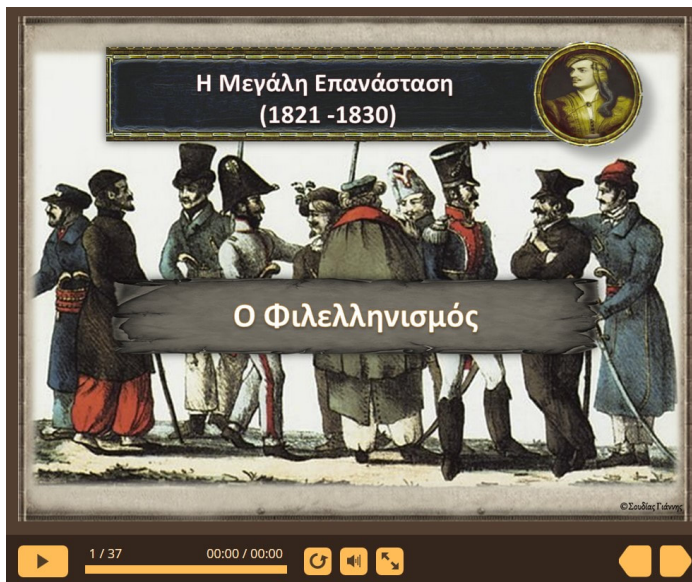 Η Μεγάλη Επανάσταση
(1821 -1830)
Ο Φιλελληνισμός
©Σουδίας Γιάννης
1 / 37
00:00 / 00:00